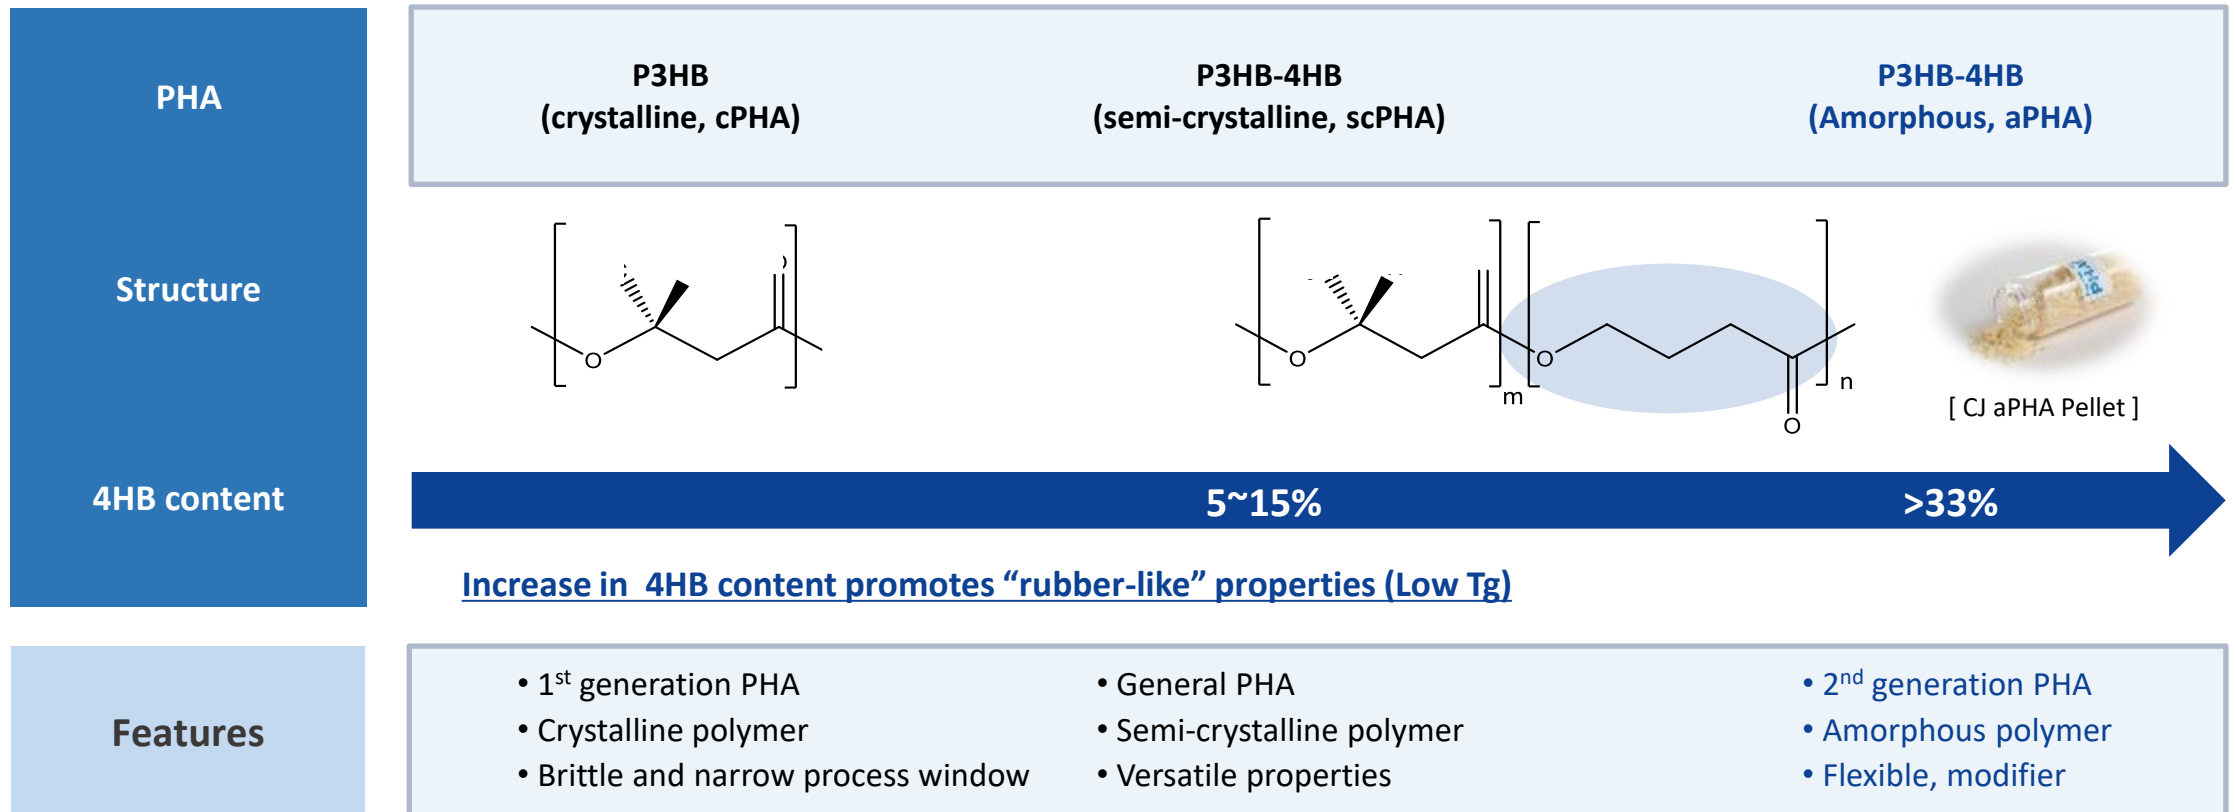 PHA
P3HB
(crystalline, cPHA)
P3HB-4HB
(semi-crystalline, scPHA)
P3HB-4HB
(Amorphous, aPHA)
Structure
O
O
m
O
O
n
[ CJ aPHA Pellet ]
4HB content
5~15%
>33%
Increase in 4HB content promotes “rubber-like” properties (Low Tg)
Features
• 1st generation PHA
• Crystalline polymer
• Brittle and narrow process window
• General PHA
• Semi-crystalline polymer
• Versatile properties
• 2nd generation PHA
• Amorphous polymer
• Flexible, modifier